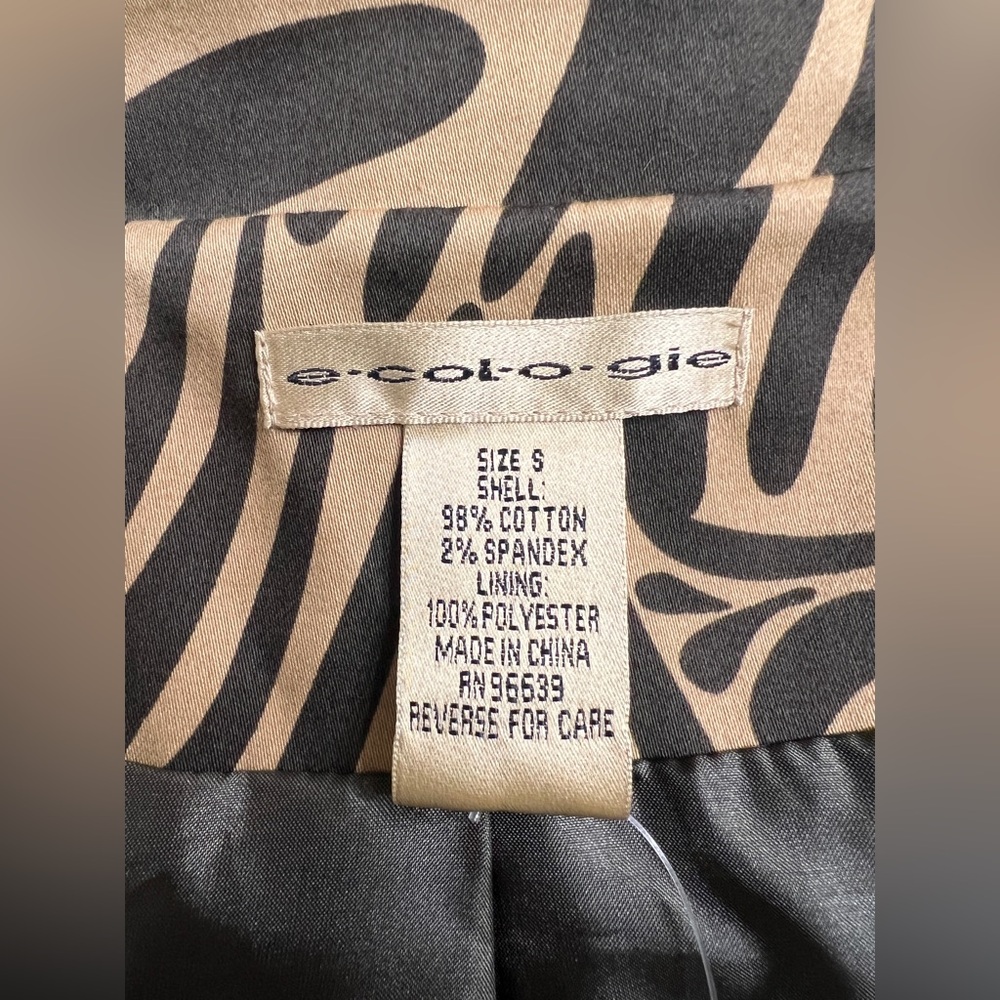 e·col·o·gie
SIZE S
SHELL:
98% COTTON
2% SPANDEX
LINING:
100% POLYESTER
MADE IN CHINA
RN 96639
REVERSE FOR CARE